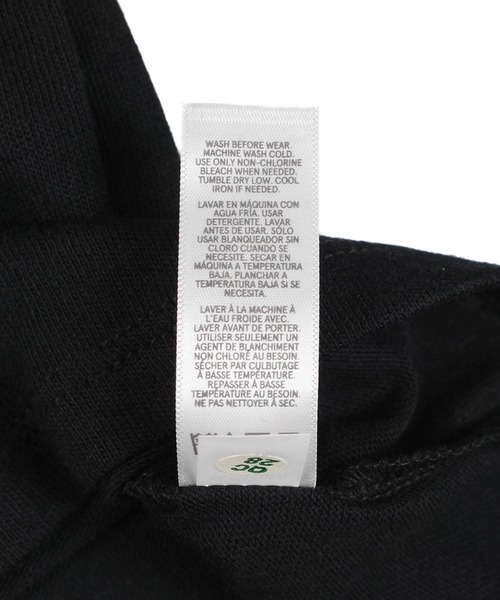 WASH BEFORE WEAR.
MACHINE WASH COLD.
USE ONLY NON-CHLORINE
BLEACH WHEN NEEDED.
TUMBLE DRY LOW. COOL
IRON IF NEEDED.
LAVAR EN MÁQUINA CON
AGUA FRÍA. USAR
DETERGENTE. LAVAR
ANTES DE USAR. SÓLO
USAR BLANQUEADOR SIN
CLORO CUANDO SE
NECESITE. SECAR EN
MÁQUINA A TEMPERATURA
BAJA. PLANCHAR A
TEMPERATURA BAJA SI SE
NECESITA.
LAVER À LA MACHINE À
L'EAU FROIDE AVEC.
LAVER AVANT DE PORTER.
UTILISER SEULEMENT UN
AGENT DE BLANCHIMENT
NON CHLORÉ AU BESOIN.
SÉCHER PAR CULBUTAGE
À BASSE TEMPÉRATURE.
REPASSER À BASSE
TEMPÉRATURE AU BESOIN.
NE PAS NETTOYER À SEC.
QC
28